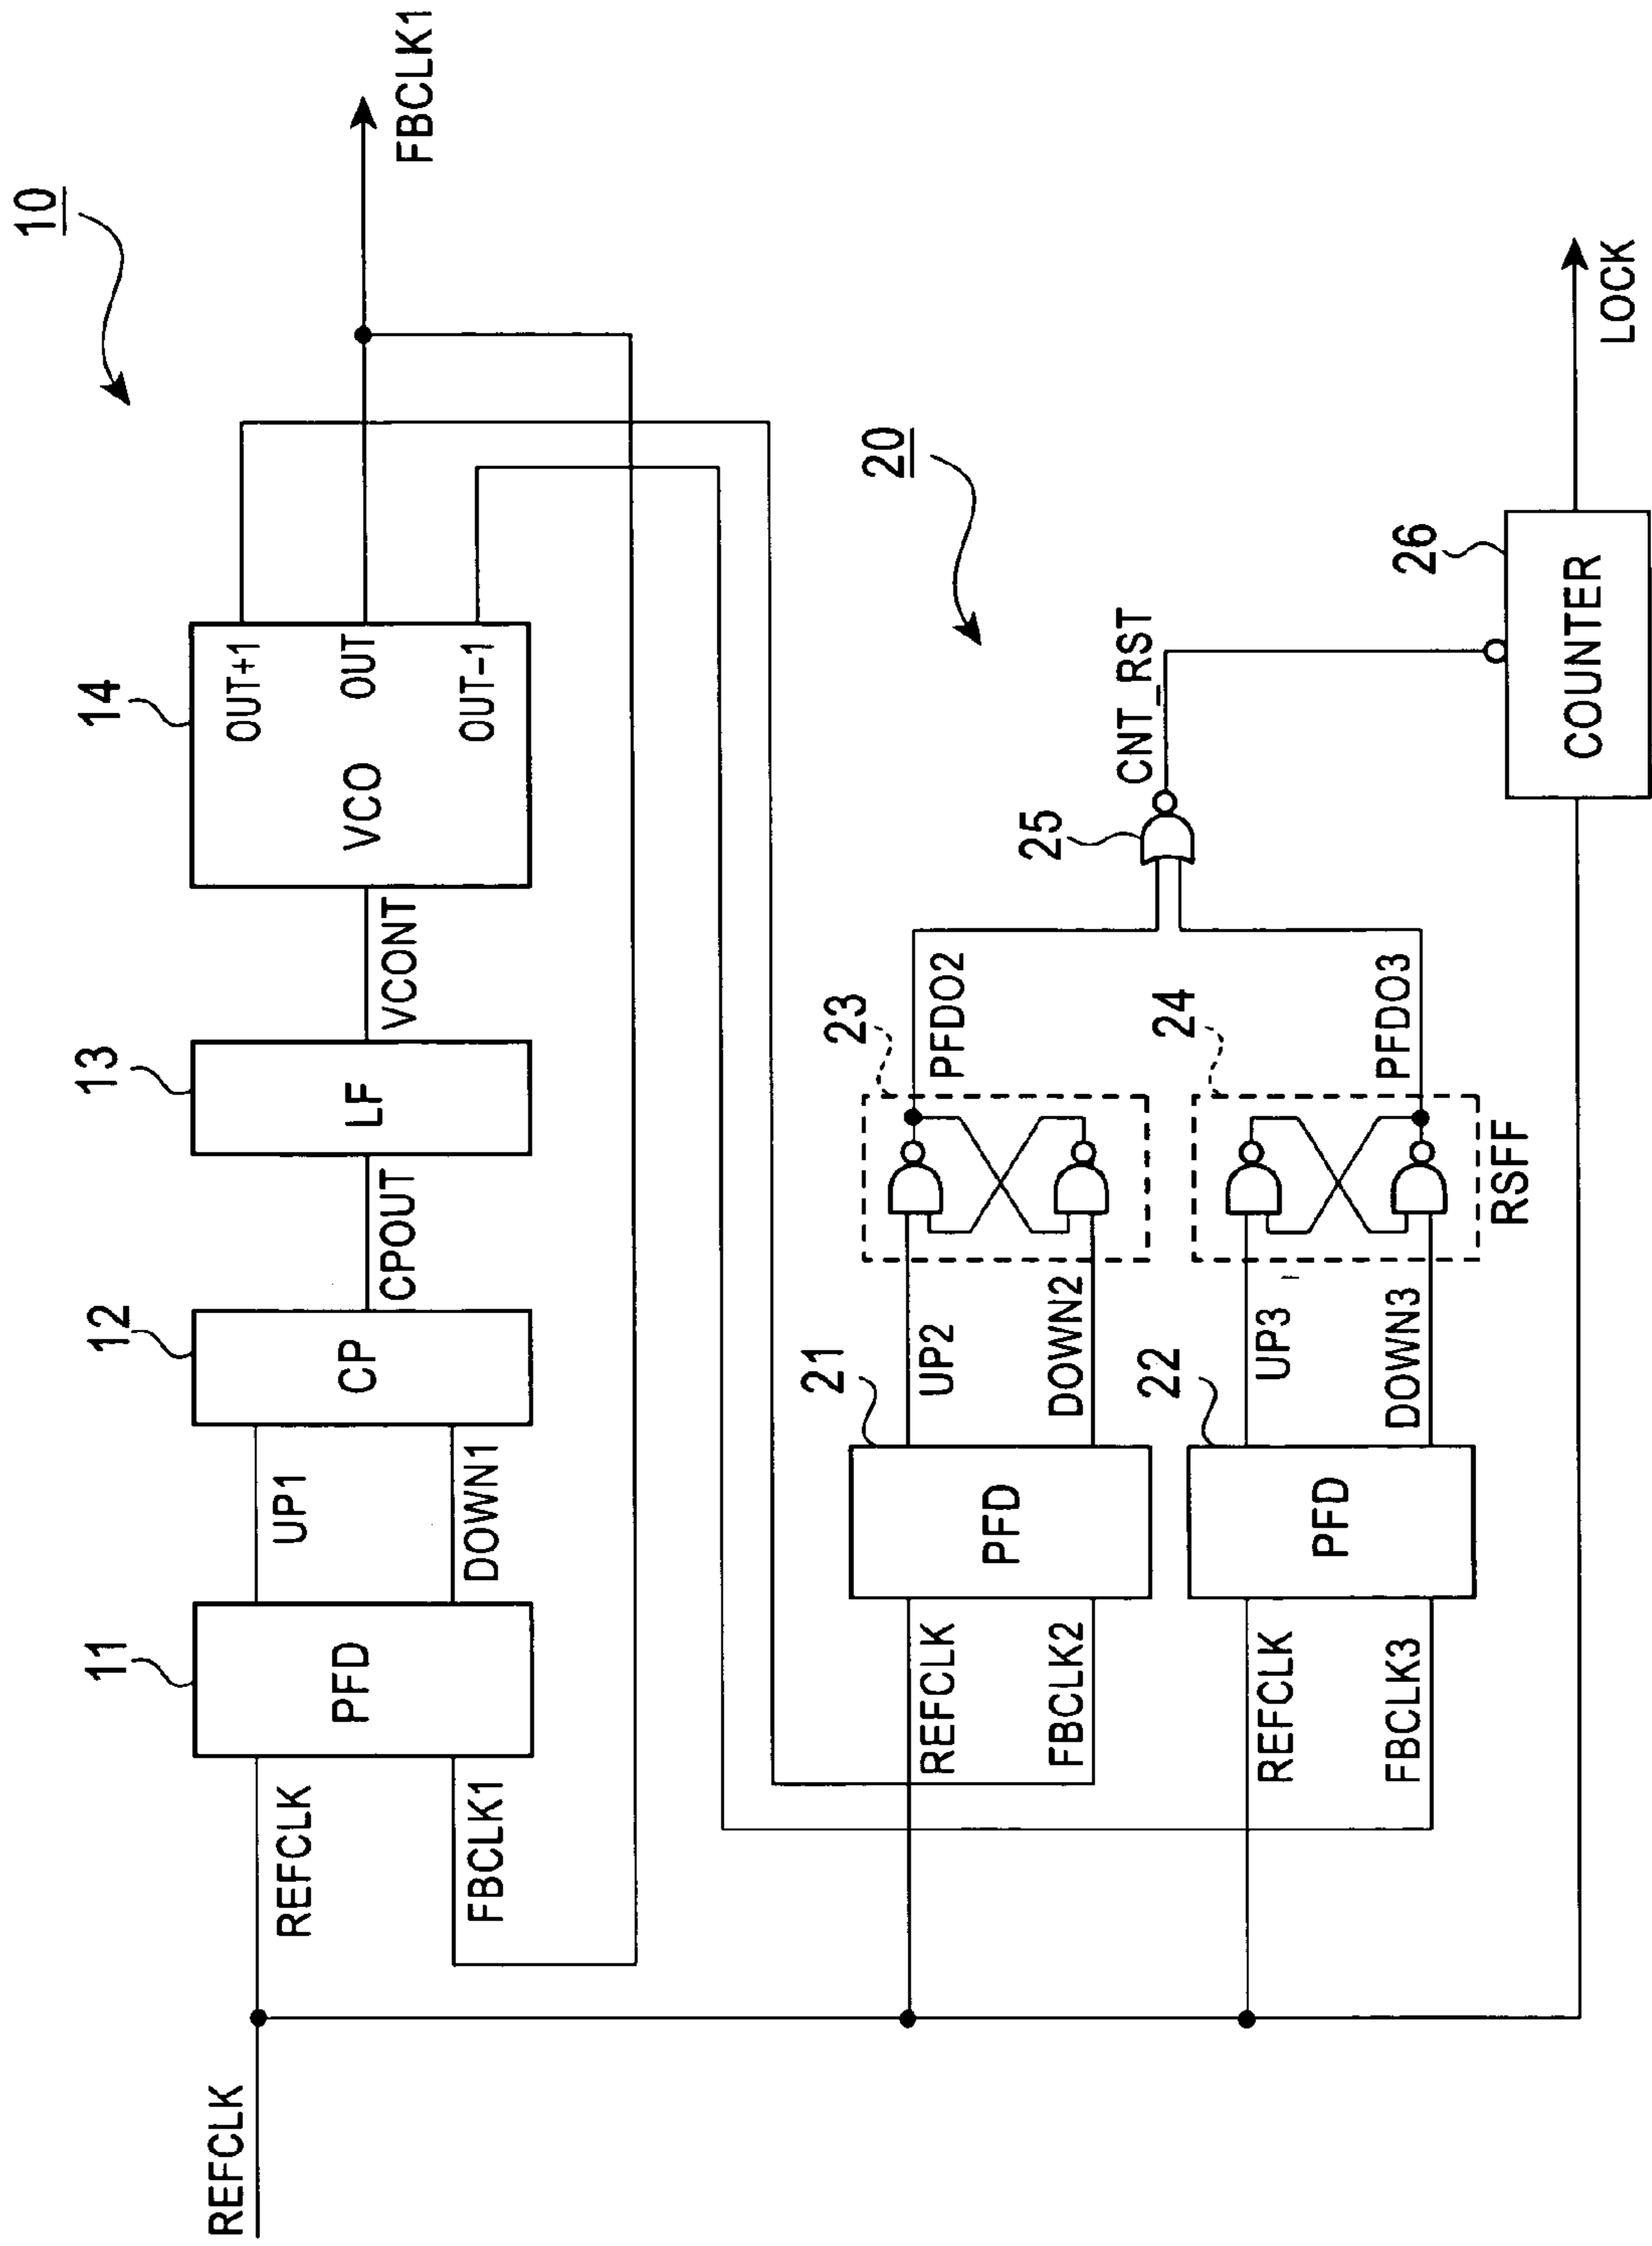 10
REFCLK
REFCLK
FBCLK1
11
PFD
UP1
DOWN1
12
CP
CPOUT
13
LF
VCONT
14
VCO
OUT+1
OUT
OUT-1
FBCLK1
20
REFCLK
FBCLK2
21
PFD
UP2
DOWN2
23
PFDO2
REFCLK
FBCLK3
22
PFD
UP3
DOWN3
24
PFDO3
RSFF
25
CNT_RST
26
COUNTER
LOCK